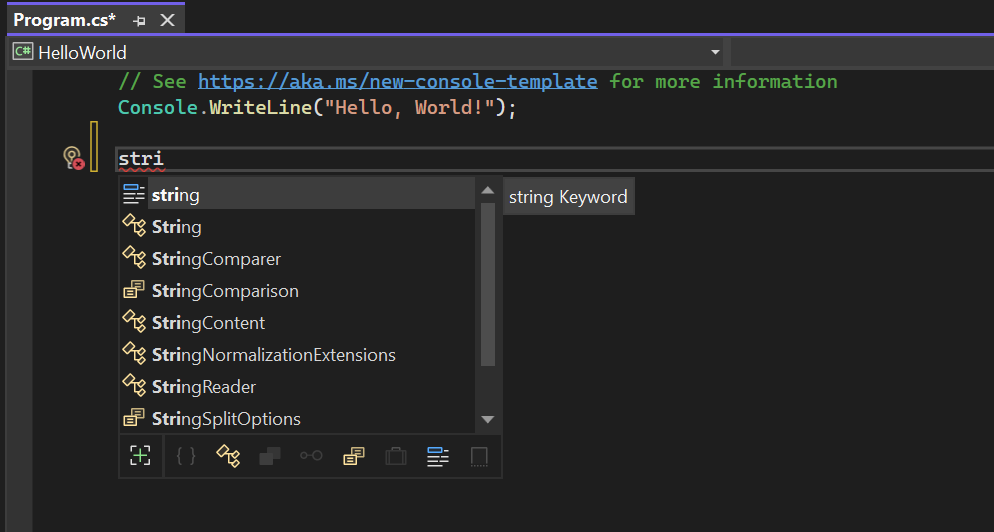 Program.cs*
C# HelloWorld
// See https://aka.ms/new-console-template for more information
Console.WriteLine("Hello, World!");
stri
string
string Keyword
String
StringComparer
StringComparison
StringContent
StringNormalizationExtensions
StringReader
StringSplitOptions